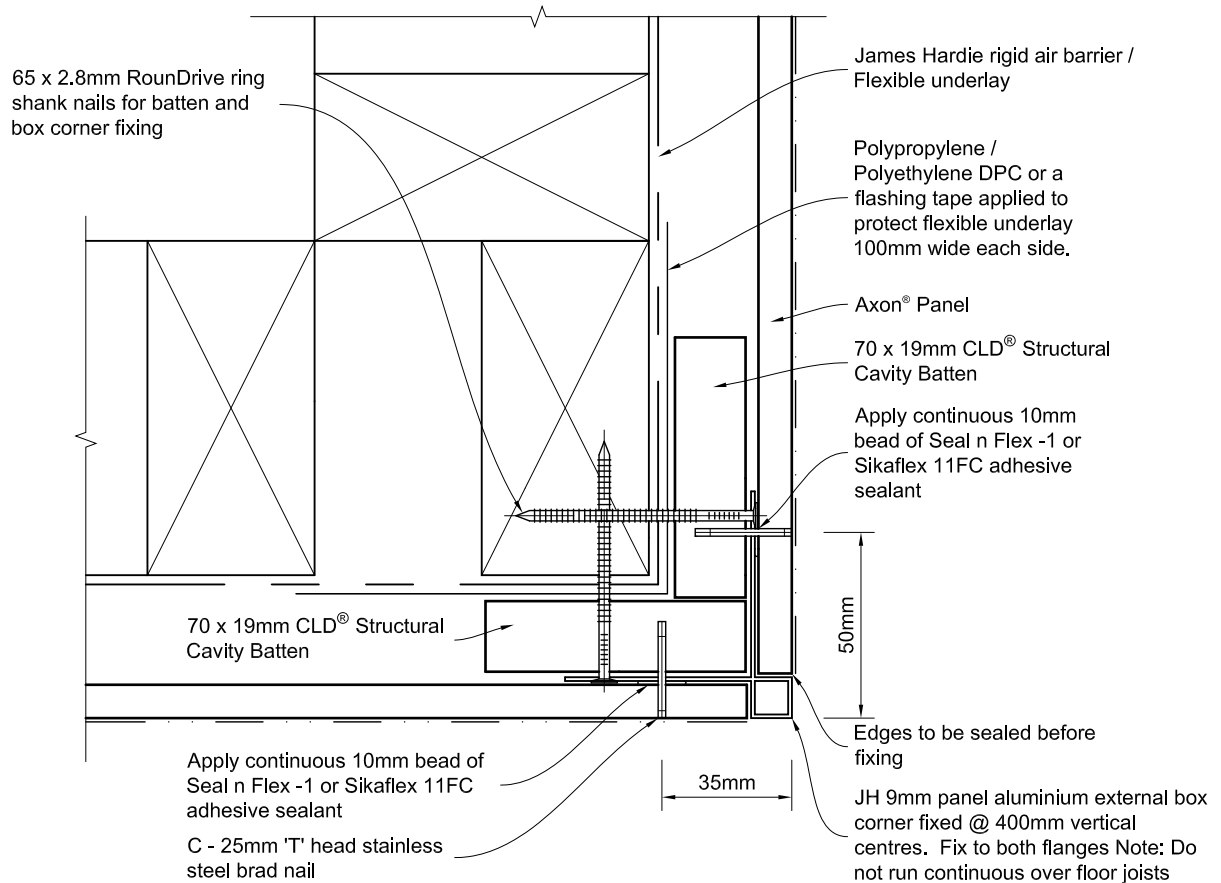 65 x 2.8mm RounDrive ring
shank nails for batten and
box corner fixing
James Hardie rigid air barrier /
Flexible underlay
Polypropylene /
Polyethylene DPC or a
flashing tape applied to
protect flexible underlay
100mm wide each side.
Axon® Panel
70 x 19mm CLD® Structural
Cavity Batten
Apply continuous 10mm
bead of Seal n Flex -1 or
Sikaflex 11FC adhesive
sealant
50mm
70 x 19mm CLD® Structural
Cavity Batten
Edges to be sealed before
fixing
Apply continuous 10mm bead of
Seal n Flex -1 or Sikaflex 11FC
adhesive sealant
35mm
JH 9mm panel aluminium external box
corner fixed @ 400mm vertical
centres.  Fix to both flanges Note: Do
not run continuous over floor joists
C - 25mm 'T' head stainless
steel brad nail